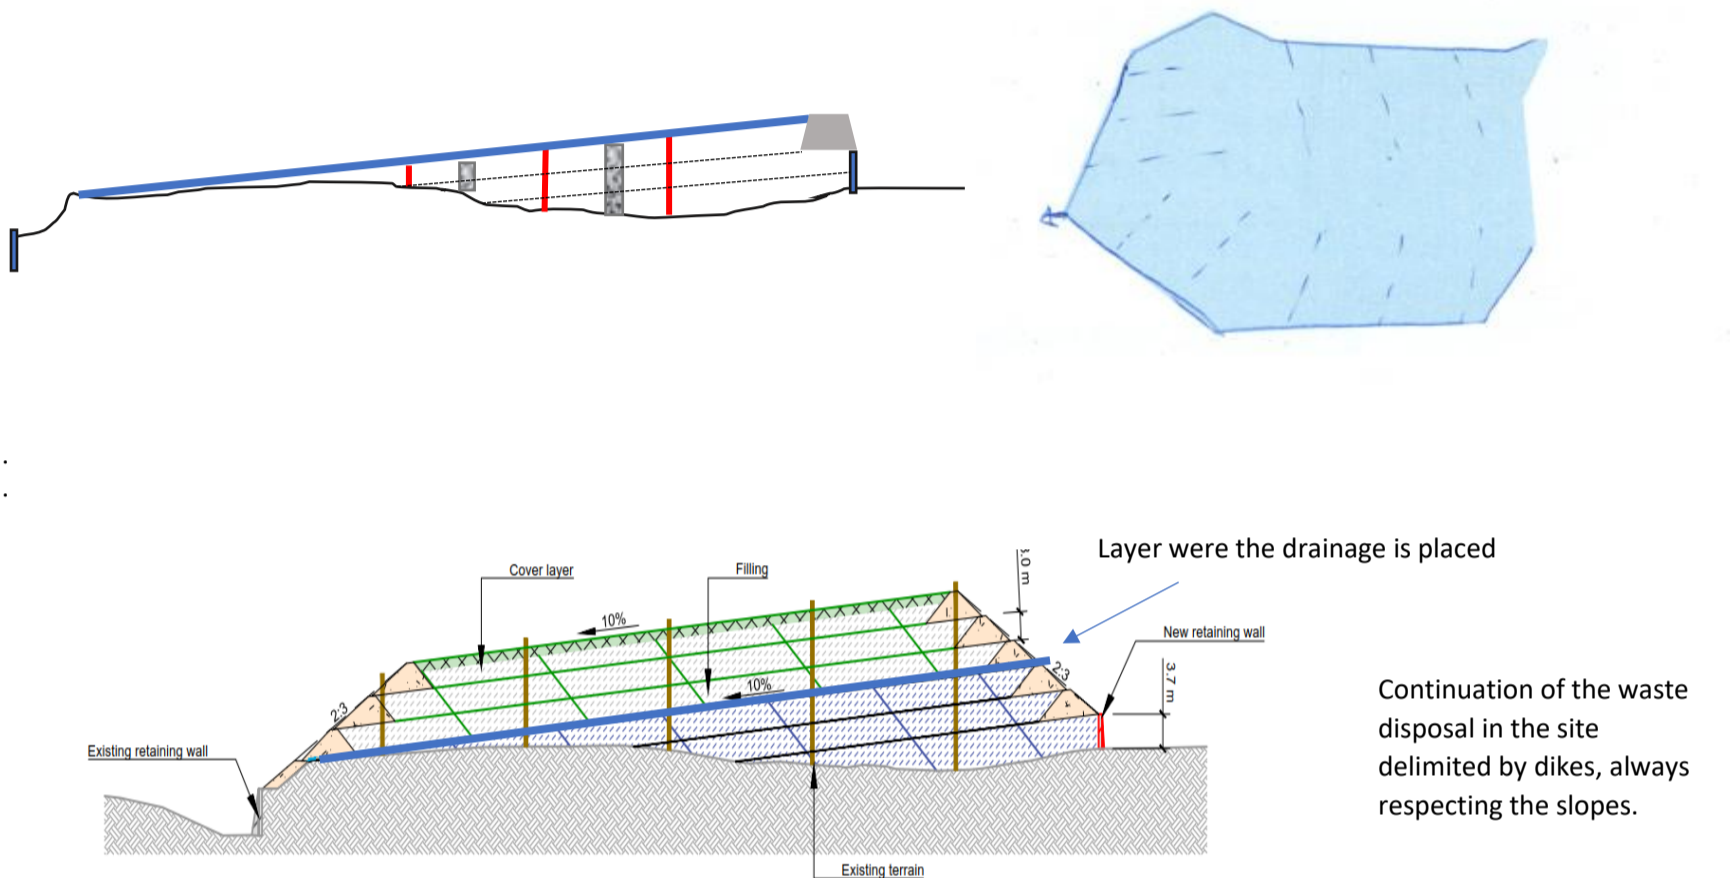 .
.
Layer were the drainage is placed
Cover layer
Filling
10%
New retaining wall
10%
2:3
3.7 m
2:3
Existing retaining wall
Continuation of the waste
disposal in the site
delimited by dikes, always
respecting the slopes.
Existing terrain